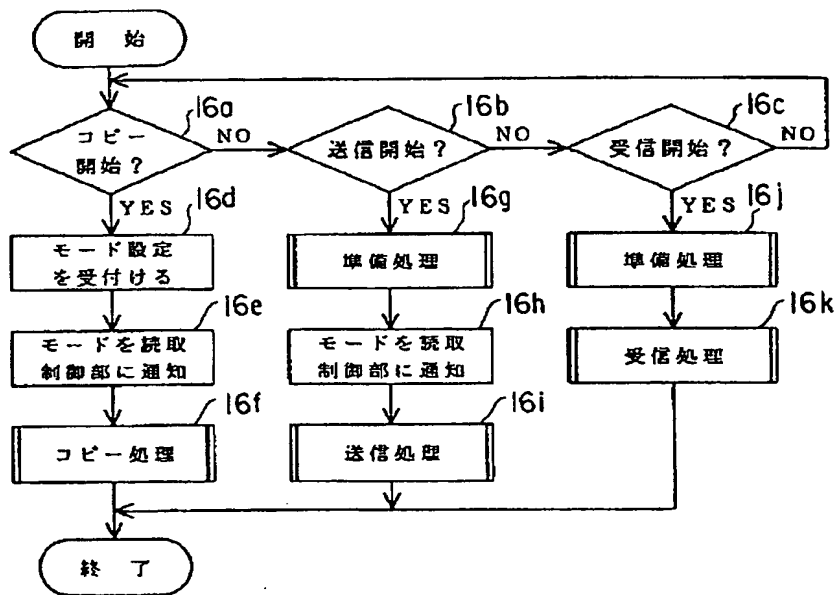 開始
16a
コピー
開始?
NO
16b
送信開始?
NO
16c
受信開始?
NO
YES
16d
モード設定
を受付ける
YES
16g
準備処理
YES
16j
準備処理
16e
モードを読取
制御部に通知
16h
モードを読取
制御部に通知
16k
受信処理
16f
コピー処理
16i
送信処理
終了